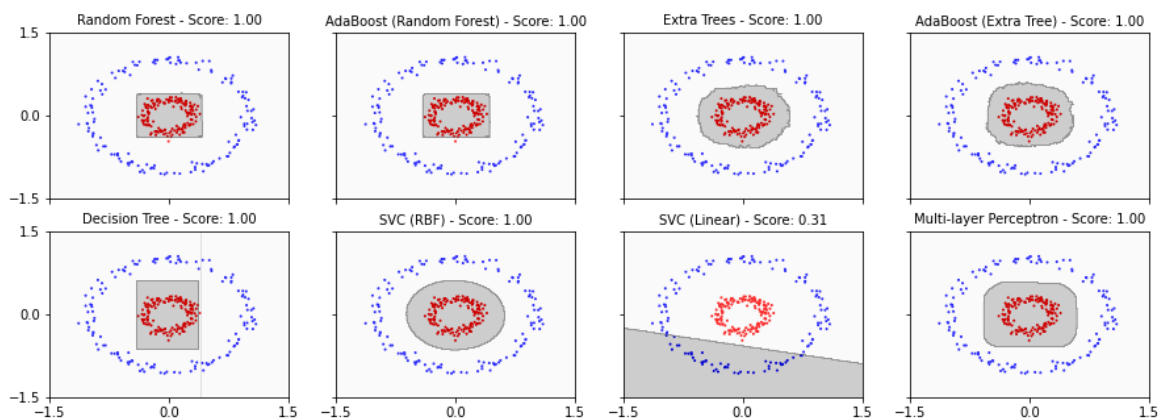 Random Forest - Score: 1.00
AdaBoost (Random Forest) - Score: 1.00
Extra Trees - Score: 1.00
AdaBoost (Extra Tree) - Score: 1.00
1.5
0.0
−1.5
Decision Tree - Score: 1.00
SVC (RBF) - Score: 1.00
SVC (Linear) - Score: 0.31
Multi-layer Perceptron - Score: 1.00
1.5
0.0
−1.5
−1.5 0.0 1.5
−1.5 0.0 1.5
−1.5 0.0 1.5
−1.5 0.0 1.5